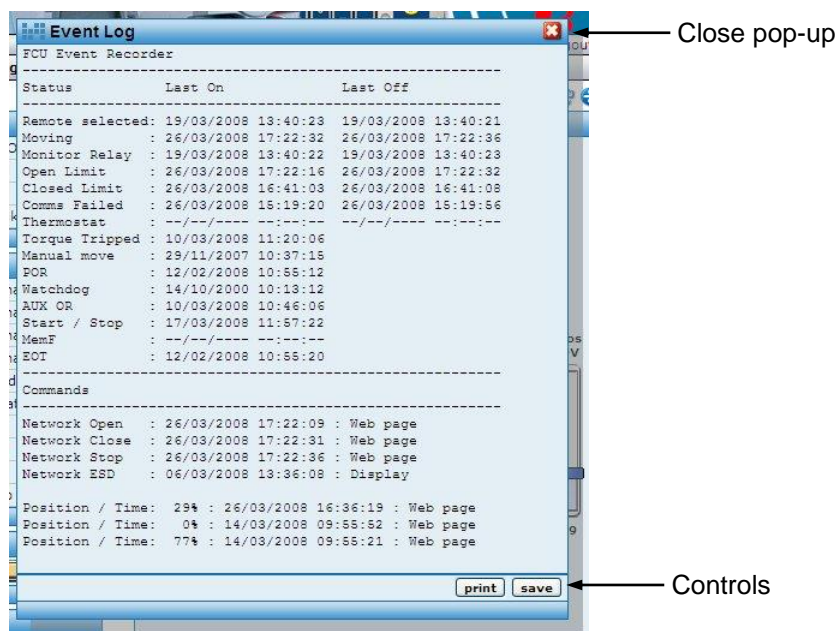 Event Log
Close pop-up
FCU Event Recorder
--------------------------------------------------------
Status Last On Last Off
--------------------------------------------------------
Remote selected: 19/03/2008 13:40:23 19/03/2008 13:40:21
Moving : 26/03/2008 17:22:32 26/03/2008 17:22:36
Monitor Relay : 19/03/2008 13:40:22 19/03/2008 13:40:23
Open Limit : 26/03/2008 17:22:16 26/03/2008 17:22:32
Closed Limit : 26/03/2008 16:41:03 26/03/2008 16:41:08
Comms Failed : 26/03/2008 15:19:20 26/03/2008 15:19:56
Thermostat : --/--/---- --:--:-- --/--/---- --:--:--
Torque Tripped : 10/03/2008 11:20:06
Manual move : 29/11/2007 10:37:15
POR : 12/02/2008 10:55:12
Watchdog : 14/10/2000 10:13:12
AUX OR : 10/03/2008 10:46:06
Start / Stop : 17/03/2008 11:57:22
MemF : --/--/---- --:--:--
EOT : 12/02/2008 10:55:20
--------------------------------------------------------
Commands
--------------------------------------------------------
Network Open : 26/03/2008 17:22:09 : Web page
Network Close : 26/03/2008 17:22:31 : Web page
Network Stop : 26/03/2008 17:22:36 : Web page
Network ESD : 06/03/2008 13:36:08 : Display
Position / Time: 29% : 26/03/2008 16:36:19 : Web page
Position / Time: 0% : 14/03/2008 09:55:52 : Web page
Position / Time: 77% : 14/03/2008 09:55:21 : Web page
print save
Controls